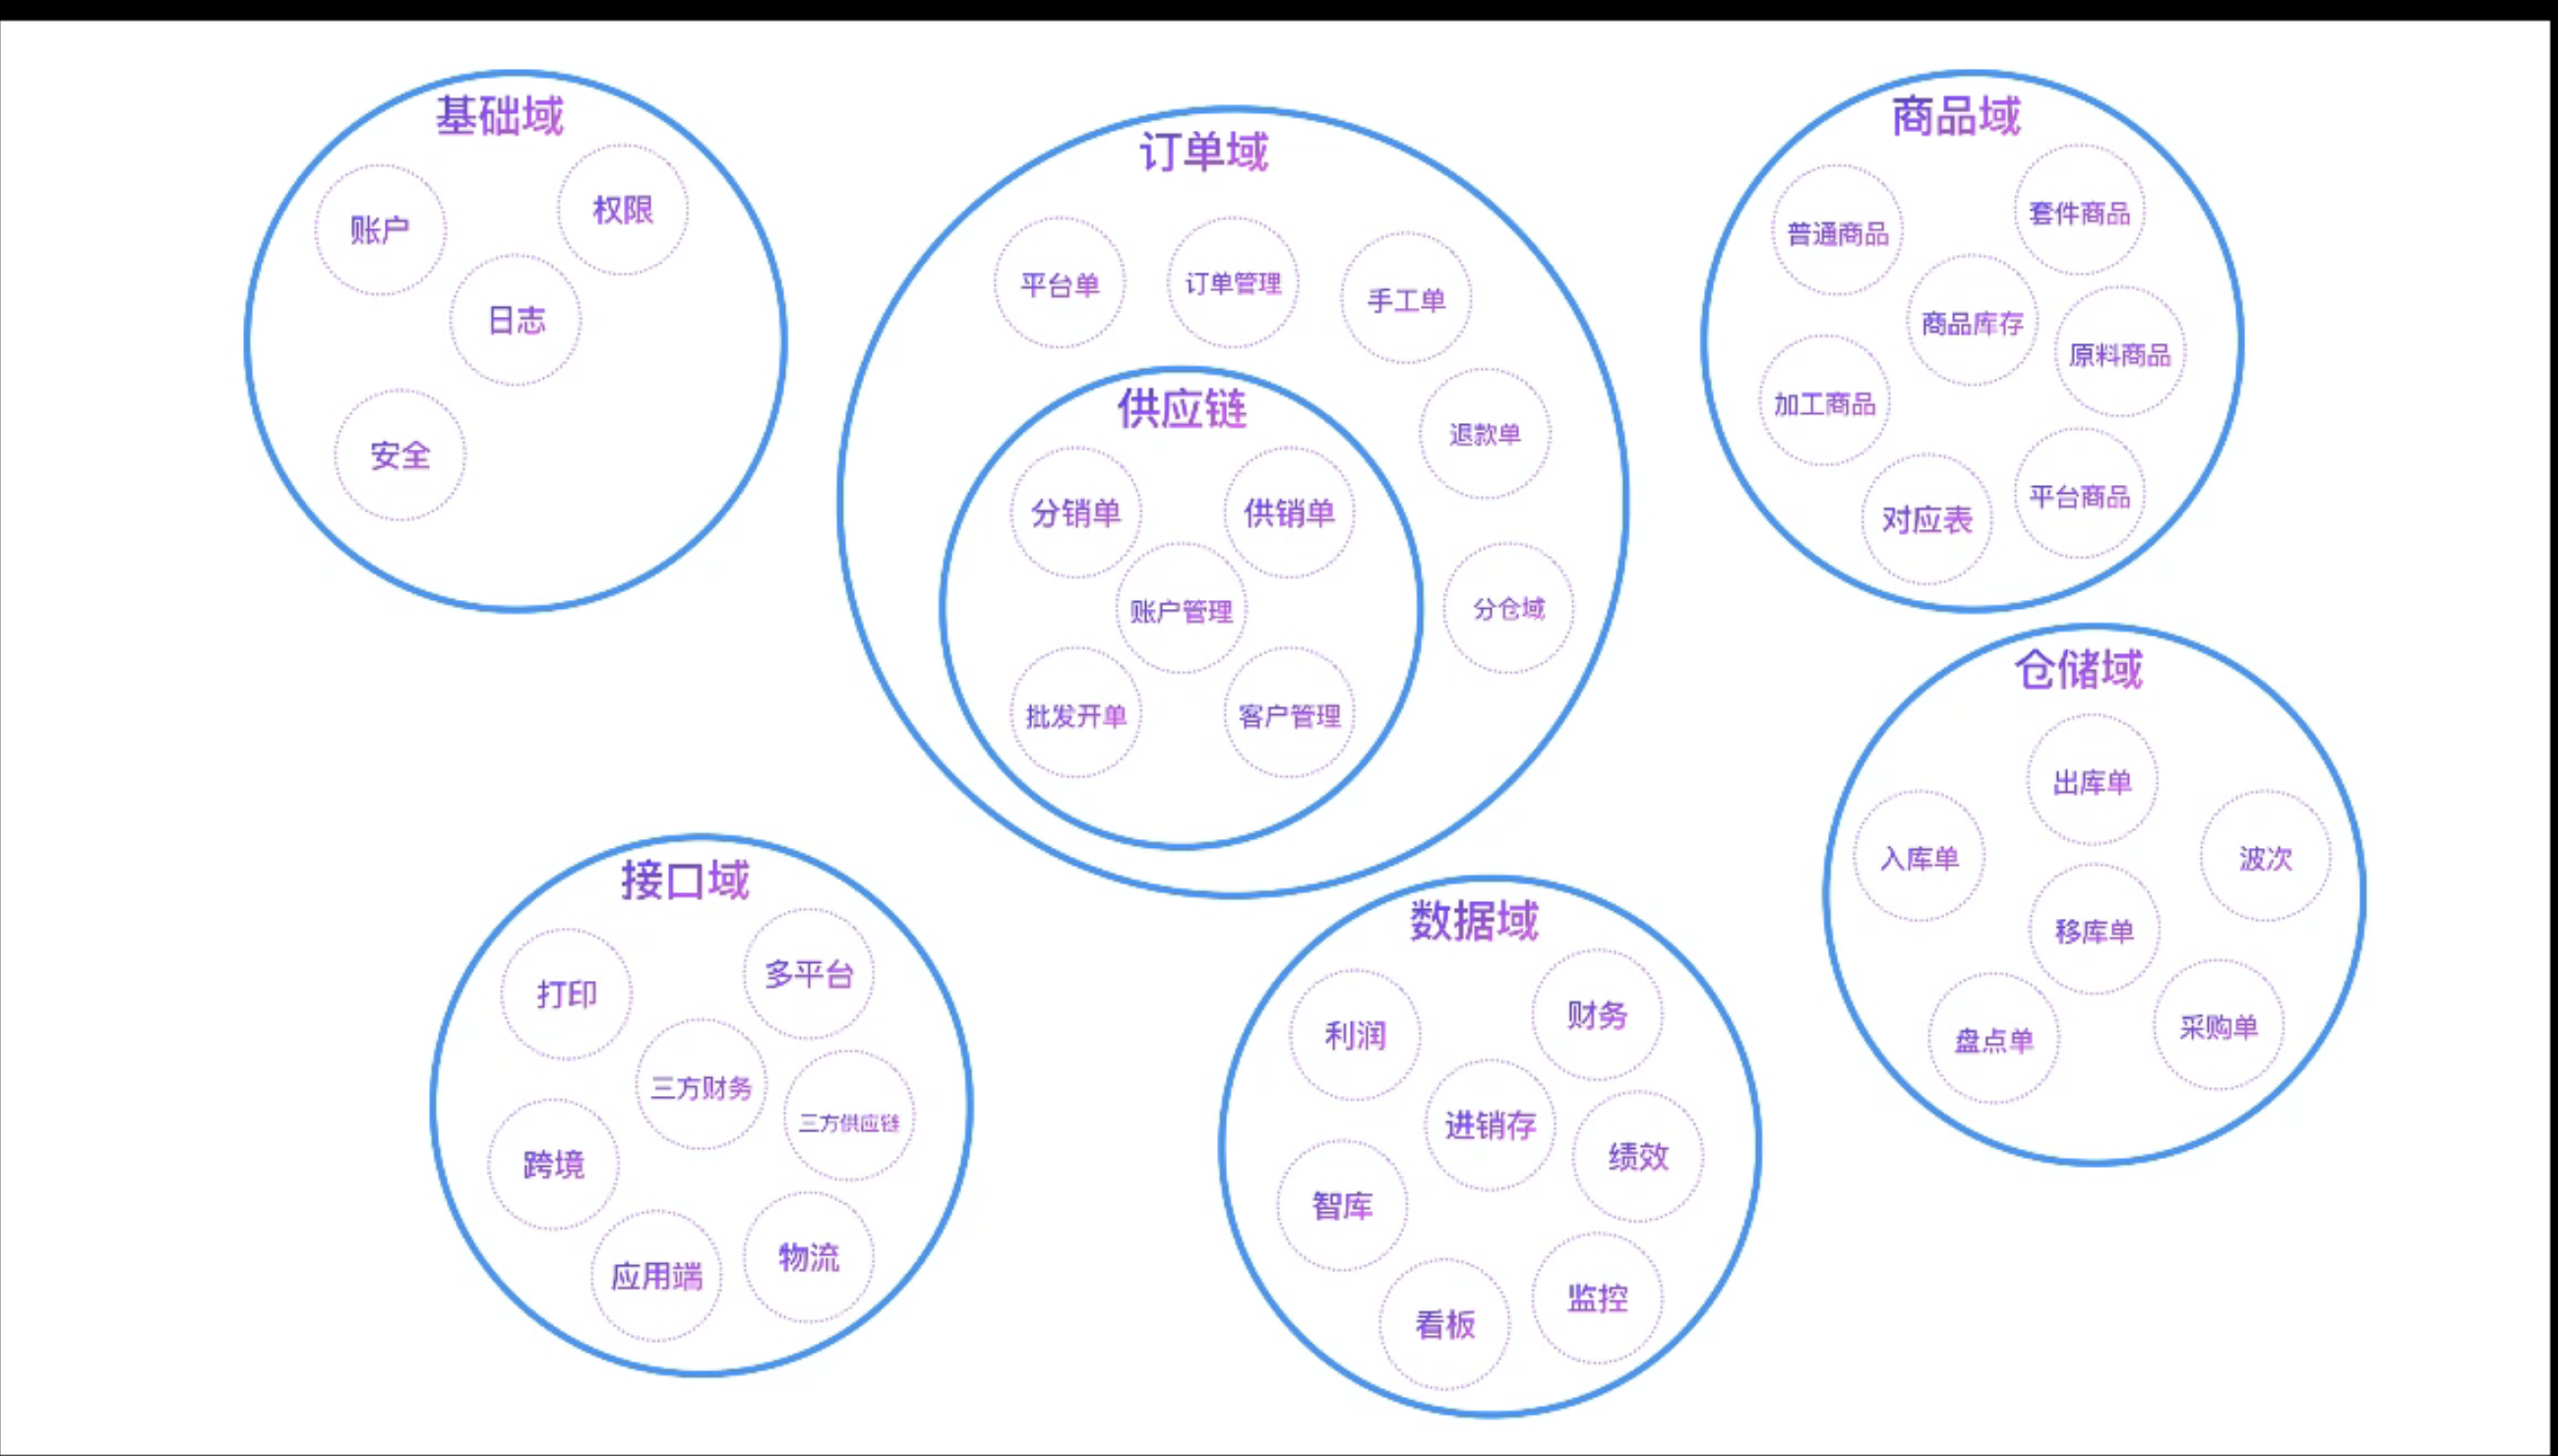 基础域
账户
权限
日志
安全
订单域
平台单
订单管理
手工单
退款单
分仓域
供应链
分销单
供销单
账户管理
批发开单
客户管理
商品域
普通商品
套件商品
商品库存
原料商品
加工商品
平台商品
对应表
仓储域
出库单
入库单
波次
移库单
盘点单
采购单
接口域
打印
多平台
三方财务
三方供应链
跨境
应用端
物流
数据域
利润
财务
进销存
绩效
智库
监控
看板